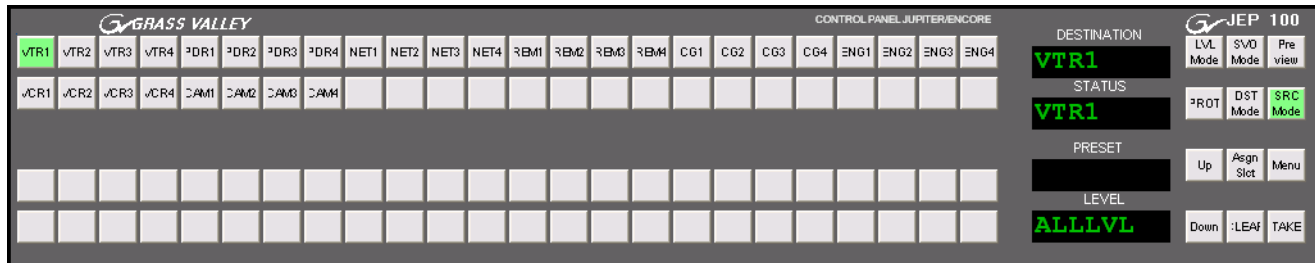 GRASS VALLEY
CONTROL PANEL JUPITER/ENCORE
JEP 100
VTR1 VTR2 VTR3 VTR4 PDR1 PDR2 PDR3 PDR4 NET1 NET2 NET3 NET4 REM1 REM2 REM3 REM4 CG1 CG2 CG3 CG4 ENG1 ENG2 ENG3 ENG4
VCR1 VCR2 VCR3 VCR4 CAM1 CAM2 CAM3 CAM4
DESTINATION
VTR1
STATUS
VTR1
PRESET
LEVEL
ALLLVL
LVL Mode
SVO Mode
Pre view
PROT
DST Mode
SRC Mode
Up
Asgn Slct
Menu
Down
CLEAR
TAKE